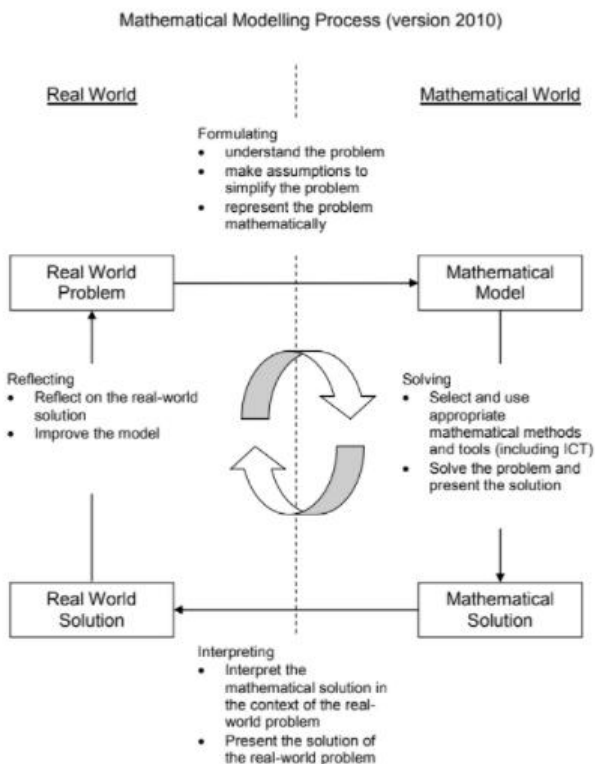 Mathematical Modelling Process (version 2010)
Real World
Mathematical World
Formulating
• understand the problem
• make assumptions to
simplify the problem
• represent the problem
mathematically
Real World
Problem
Mathematical
Model
Reflecting
• Reflect on the real-world
solution
• Improve the model
Solving
• Select and use
appropriate
mathematical methods
and tools (including ICT)
• Solve the problem and
present the solution
Real World
Solution
Mathematical
Solution
Interpreting
• Interpret the
mathematical solution in
the context of the real-
world problem
• Present the solution of
the real-world problem